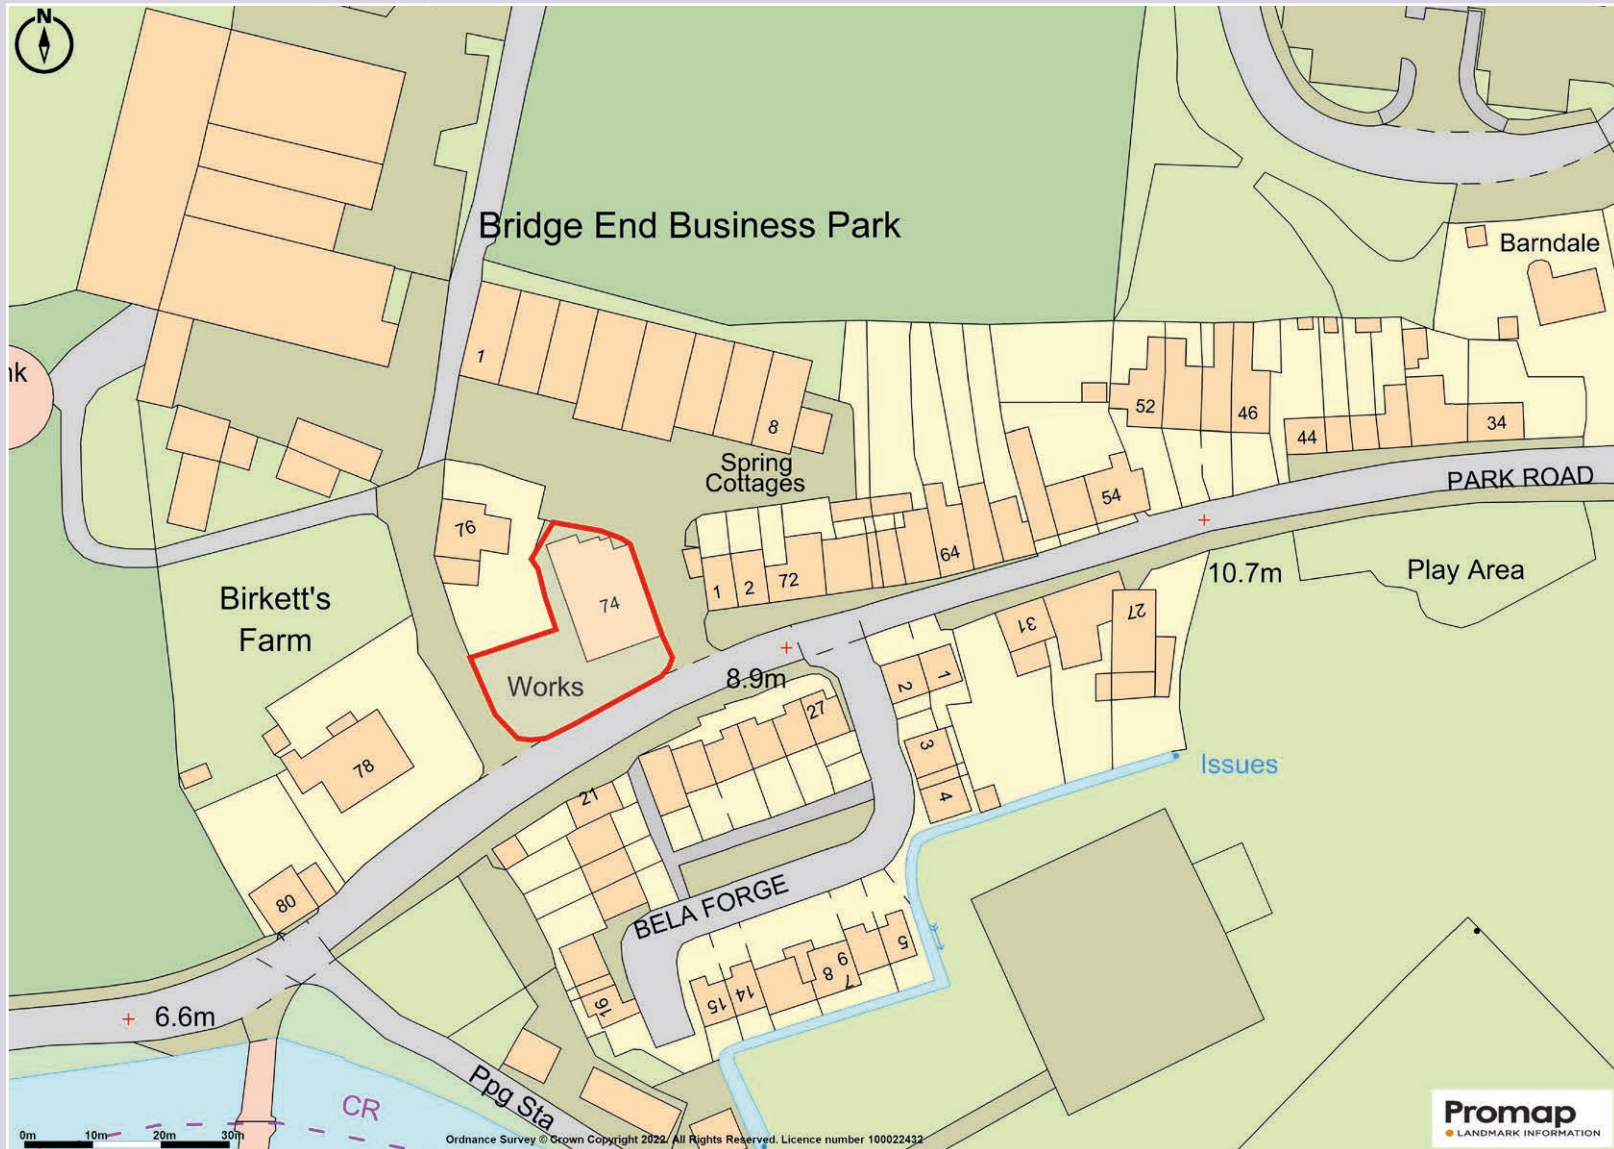 N
Bridge End Business Park
Barndale
nk
1
8
52
46
44
34
Spring
Cottages
PARK ROAD
54
76
64
10.7m
Play Area
1
2
72
74
Birkett's
Farm
31
27
Works
8.9m
2
1
27
3
4
Issues
78
21
80
BELA FORGE
5
9
8
7
14
15
16
6.6m
Ppg Sta
CR
0m 10m 20m 30m
Ordnance Survey © Crown Copyright 2022. All Rights Reserved. Licence number 100022432
Promap
LANDMARK INFORMATION